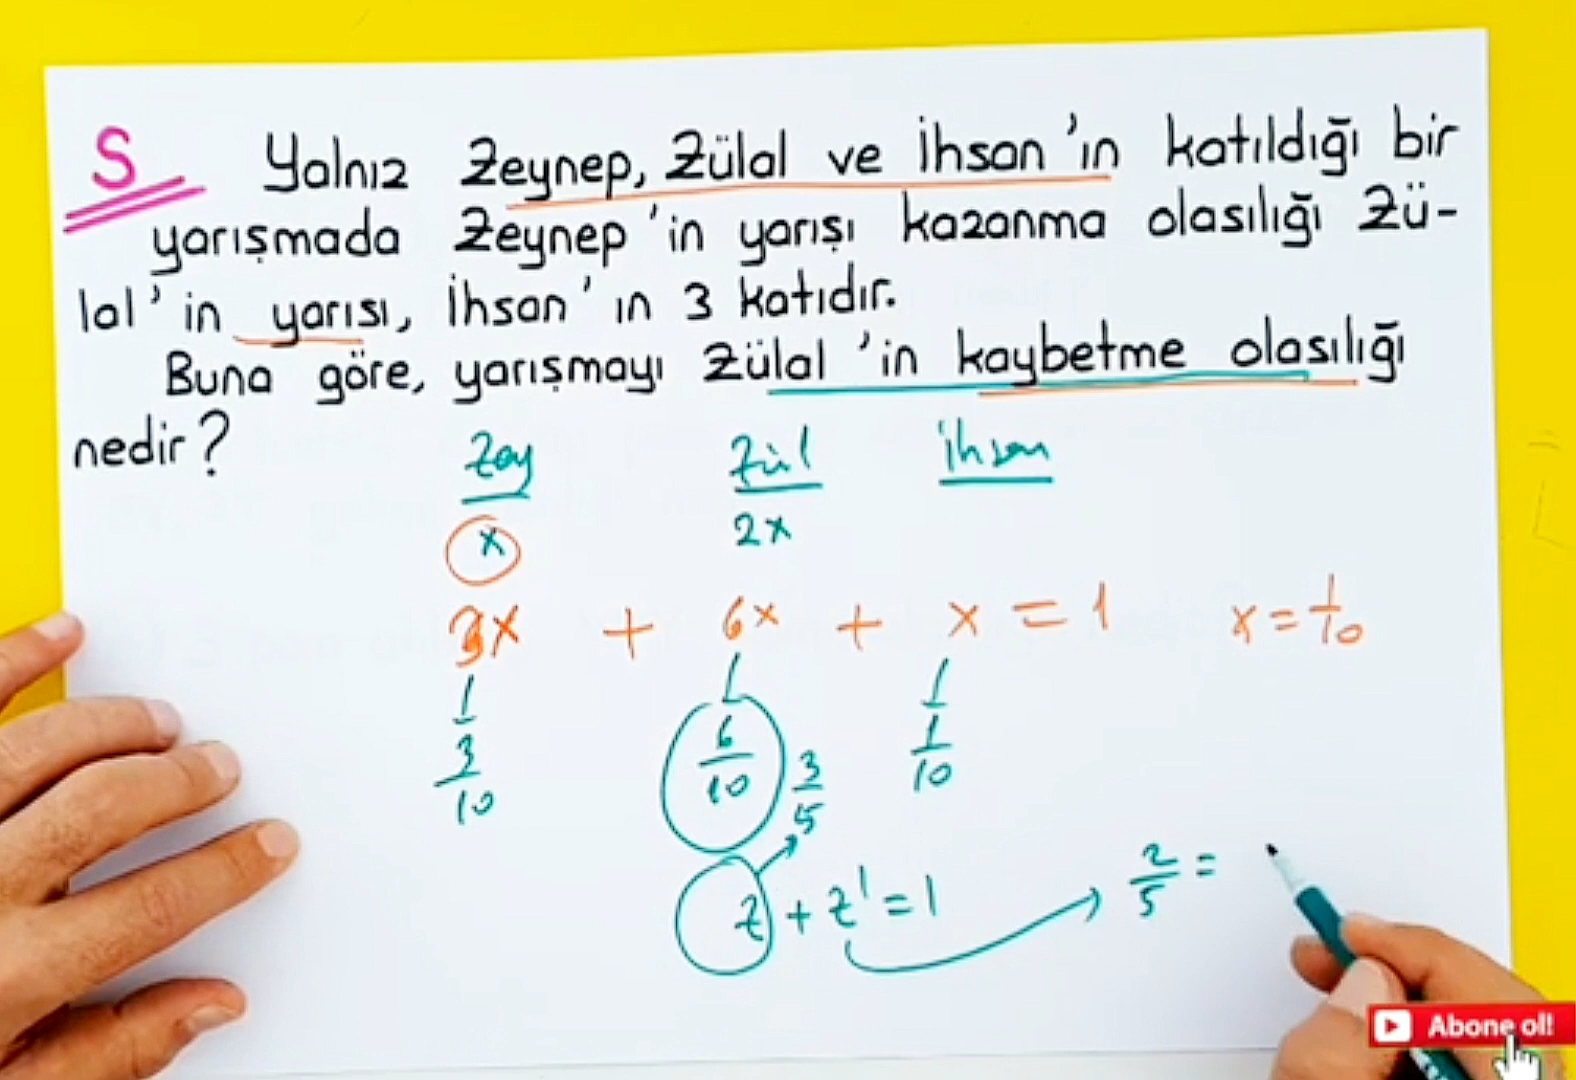 S Yalnız Zeynep, Zülal ve İhsan'ın katıldığı bir
yarışmada Zeynep'in yarışı kazanma olasılığı Zü-
lal'in yarısı, İhsan'ın 3 katıdır.
Buna göre, yarışmayı Zülal'in kaybetme olasılığı
nedir?
Zey Zül İhsan
x 2x
3x + 6x + x = 1 x = 1/10
3/10 6/10 3/5 1/10
z + z' = 1 2/5 =
Abone ol!